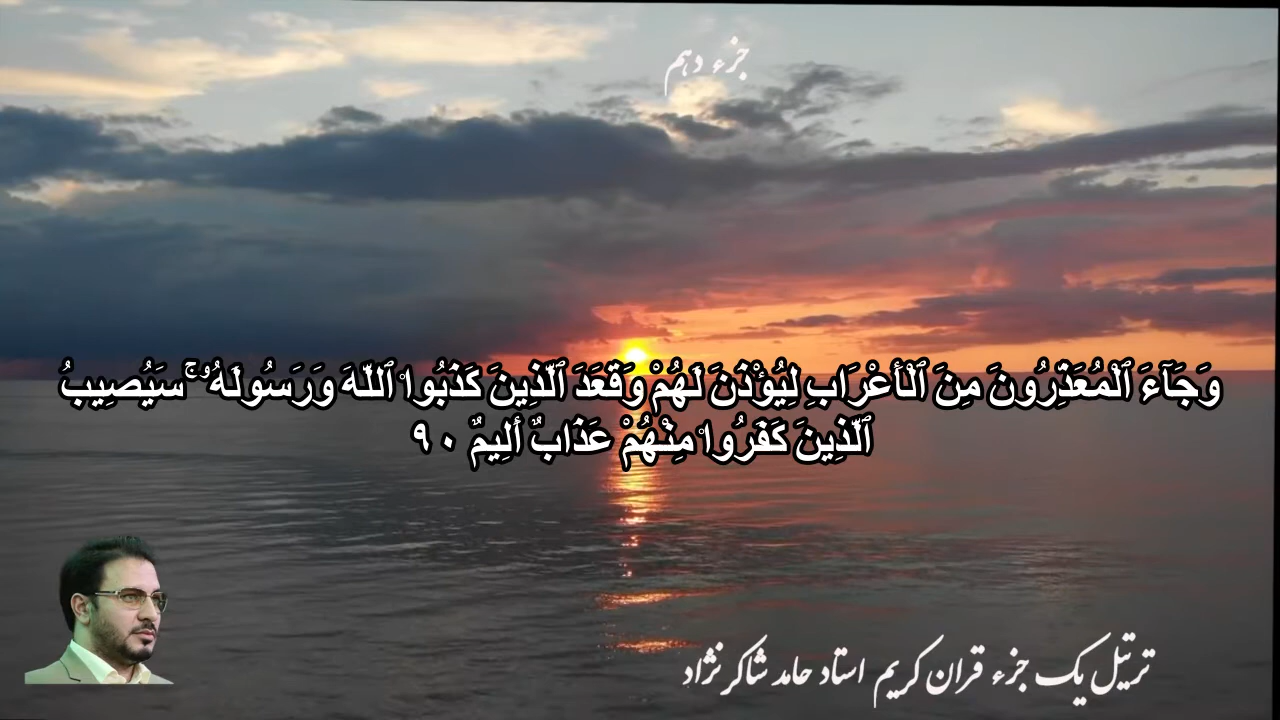 جزء دهم
وَجَآءَ ٱلْمُعَذِّرُونَ مِنَ ٱلْأَعْرَابِ لِيُؤْذَنَ لَهُمْ وَقَعَدَ ٱلَّذِينَ كَذَبُوا۟ ٱللَّهَ وَرَسُولَهُۥ ۚ سَيُصِيبُ
ٱلَّذِينَ كَفَرُوا۟ مِنْهُمْ عَذَابٌ أَلِيمٌ ٩٠
ترتیل یک جزء قران کریم استاد حامد شاکرنژاد